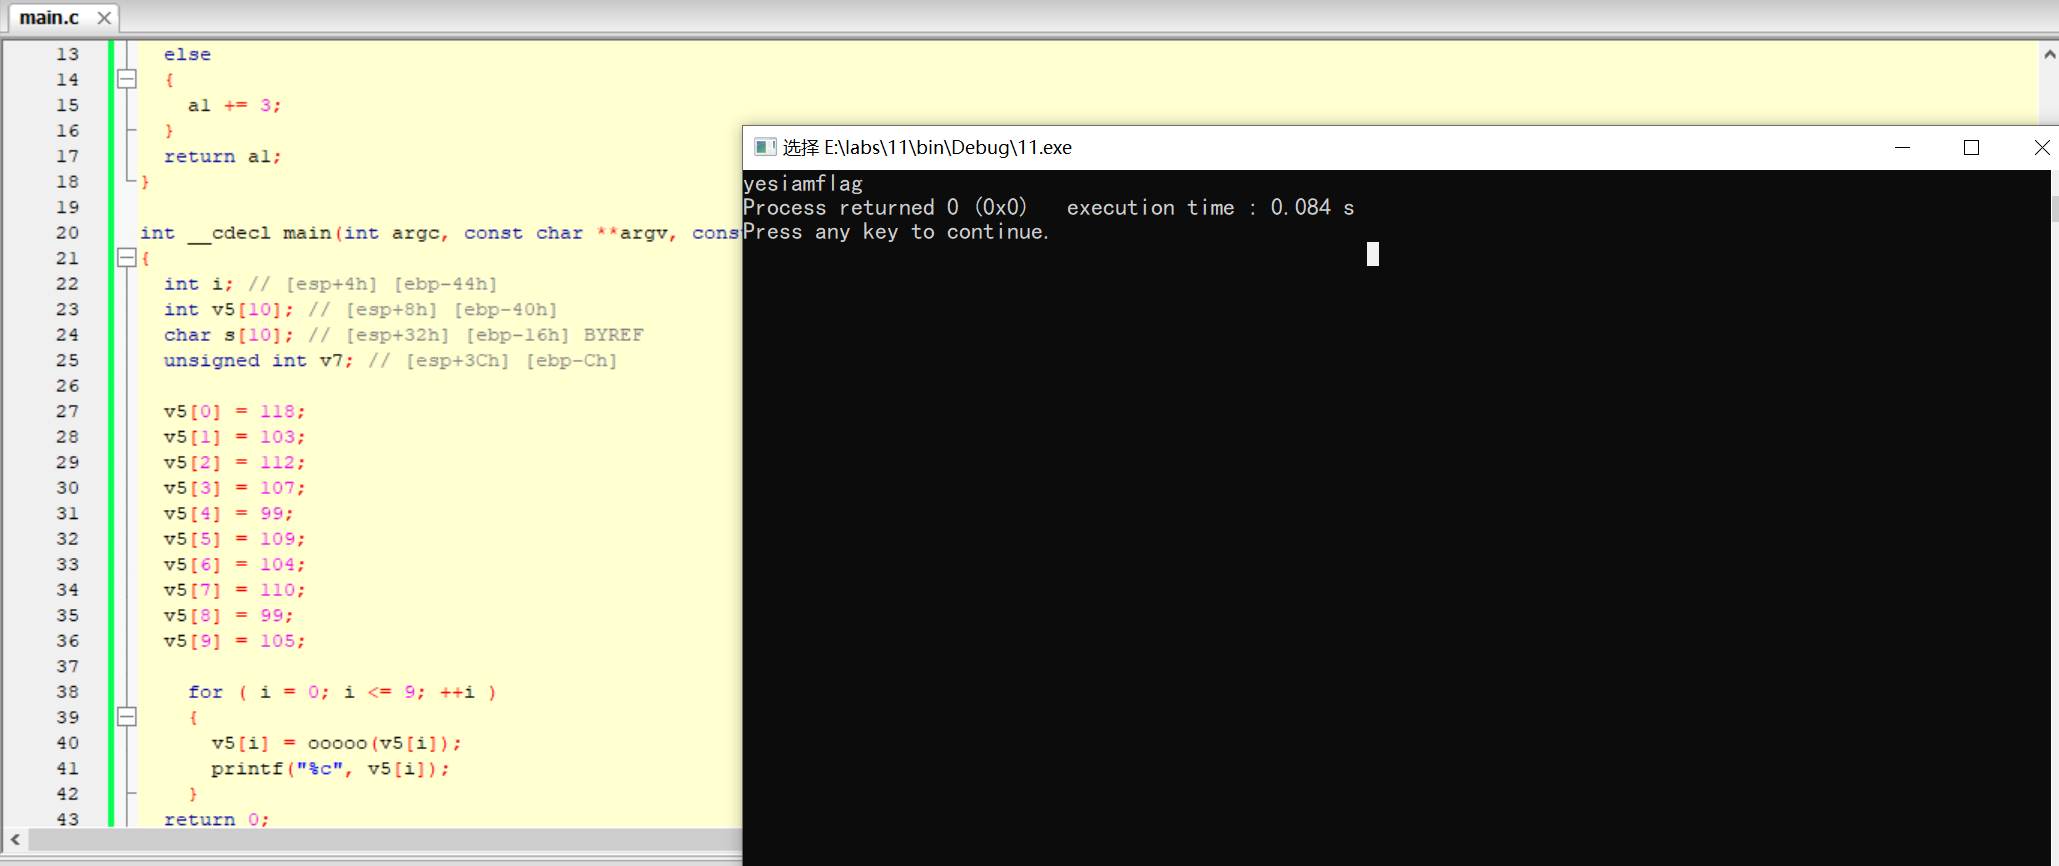 main.c
13 else
14 {
15 a1 += 3;
16 }
17 return a1;
18 }
19
20 int __cdecl main(int argc, const char **argv, cons
21 {
22 int i; // [esp+4h] [ebp-44h]
23 int v5[10]; // [esp+8h] [ebp-40h]
24 char s[10]; // [esp+32h] [ebp-16h] BYREF
25 unsigned int v7; // [esp+3Ch] [ebp-Ch]
26
27 v5[0] = 118;
28 v5[1] = 103;
29 v5[2] = 112;
30 v5[3] = 107;
31 v5[4] = 99;
32 v5[5] = 109;
33 v5[6] = 104;
34 v5[7] = 110;
35 v5[8] = 99;
36 v5[9] = 105;
37
38 for ( i = 0; i <= 9; ++i )
39 {
40 v5[i] = ooooo(v5[i]);
41 printf("%c", v5[i]);
42 }
43 return 0;
选择 E:\labs\11\bin\Debug\11.exe
yesiamflag
Process returned 0 (0x0) execution time : 0.084 s
Press any key to continue.